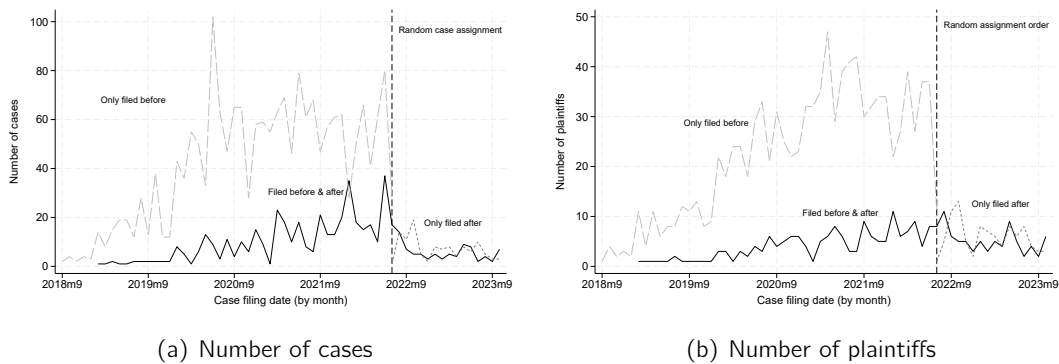 100
80
60
40
20
0
Number of cases
Random case assignment
Only filed before
Filed before & after
Only filed after
2018m9 2019m9 2020m9 2021m9 2022m9 2023m9
Case filing date (by month)
(a) Number of cases
50
40
30
20
10
0
Number of plaintiffs
Random assignment order
Only filed before
Filed before & after
Only filed after
2018m9 2019m9 2020m9 2021m9 2022m9 2023m9
Case filing date (by month)
(b) Number of plaintiffs